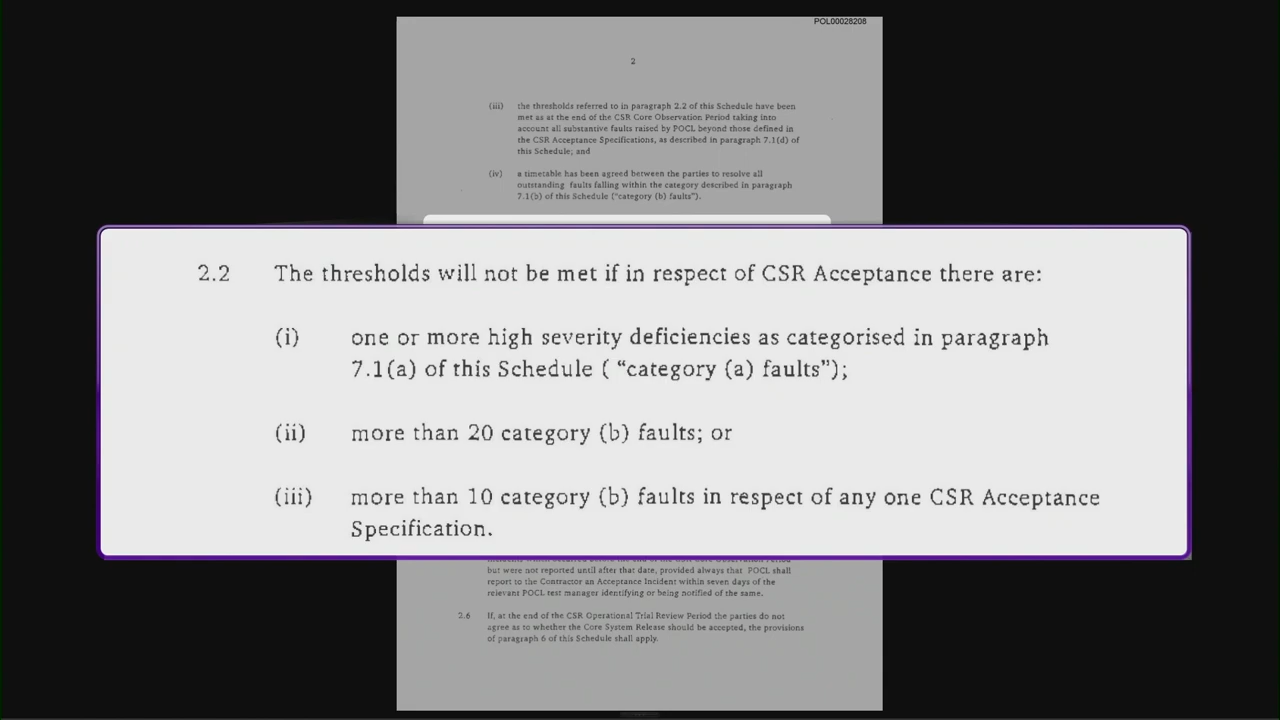 POL00028208
2
(iii) the thresholds referred to in paragraph 2.2 of this Schedule have been
met as at the end of the CSR Core Observation Period taking into
account all substantive faults raised by POCL beyond those defined in
the CSR Acceptance Specifications, as described in paragraph 7.1(d) of
this Schedule; and
(iv) a timetable has been agreed between the parties to resolve all
outstanding faults falling within the category described in paragraph
7.1(b) of this Schedule ("category (b) faults").
2.2 The thresholds will not be met if in respect of CSR Acceptance there are:
(i) one or more high severity deficiencies as categorised in paragraph
7.1(a) of this Schedule ( “category (a) faults”);
(ii) more than 20 category (b) faults; or
(iii) more than 10 category (b) faults in respect of any one CSR Acceptance
Specification.
but were not reported until after that date, provided always that POCL shall
report to the Contractor an Acceptance Incident within seven days of the
relevant POCL test manager identifying or being notified of the same.
2.6 If, at the end of the CSR Operational Trial Review Period the parties do not
agree as to whether the Core System Release should be accepted, the provisions
of paragraph 6 of this Schedule shall apply.